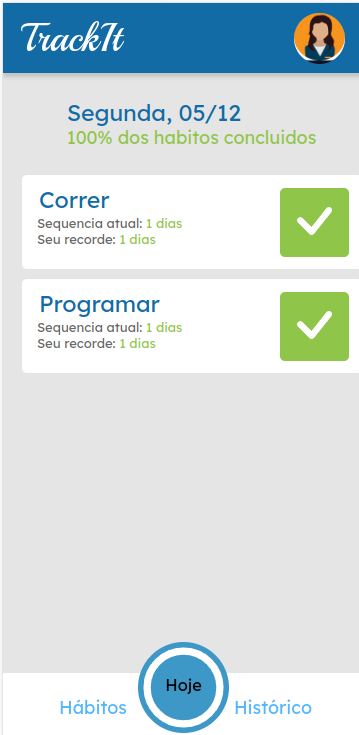 TrackIt
Segunda, 05/12
100% dos habitos concluidos
Correr
Sequencia atual: 1 dias
Seu recorde: 1 dias
Programar
Sequencia atual: 1 dias
Seu recorde: 1 dias
Hoje
Hábitos
Histórico